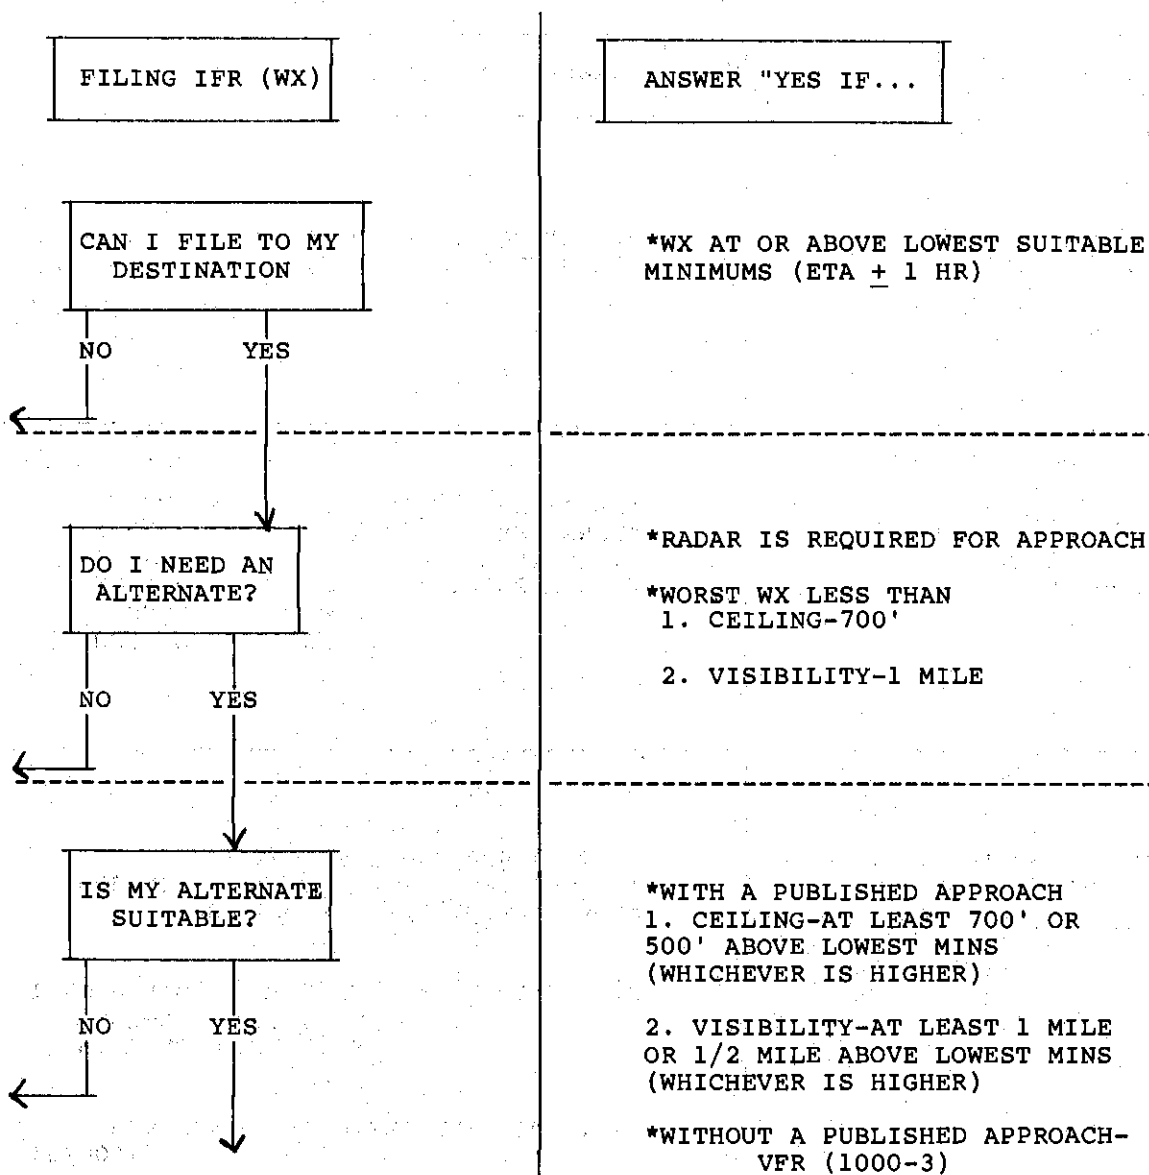 FILING IFR (WX)
ANSWER "YES IF...
CAN I FILE TO MY
DESTINATION
*WX AT OR ABOVE LOWEST SUITABLE
MINIMUMS (ETA ± 1 HR)
NO YES
DO I NEED AN
ALTERNATE?
*RADAR IS REQUIRED FOR APPROACH
*WORST WX LESS THAN
1. CEILING-700'
2. VISIBILITY-1 MILE
NO YES
IS MY ALTERNATE
SUITABLE?
*WITH A PUBLISHED APPROACH
1. CEILING-AT LEAST 700' OR
500' ABOVE LOWEST MINS
(WHICHEVER IS HIGHER)
NO YES
2. VISIBILITY-AT LEAST 1 MILE
OR 1/2 MILE ABOVE LOWEST MINS
(WHICHEVER IS HIGHER)
*WITHOUT A PUBLISHED APPROACH-
VFR (1000-3)